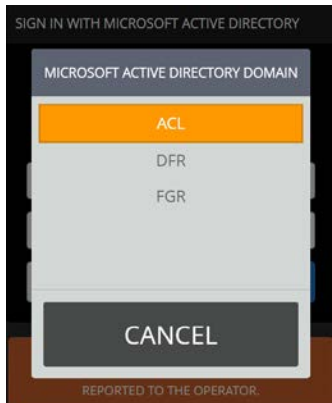 SIGN IN WITH MICROSOFT ACTIVE DIRECTORY
MICROSOFT ACTIVE DIRECTORY DOMAIN
ACL
DFR
FGR
CANCEL
REPORTED TO THE OPERATOR.